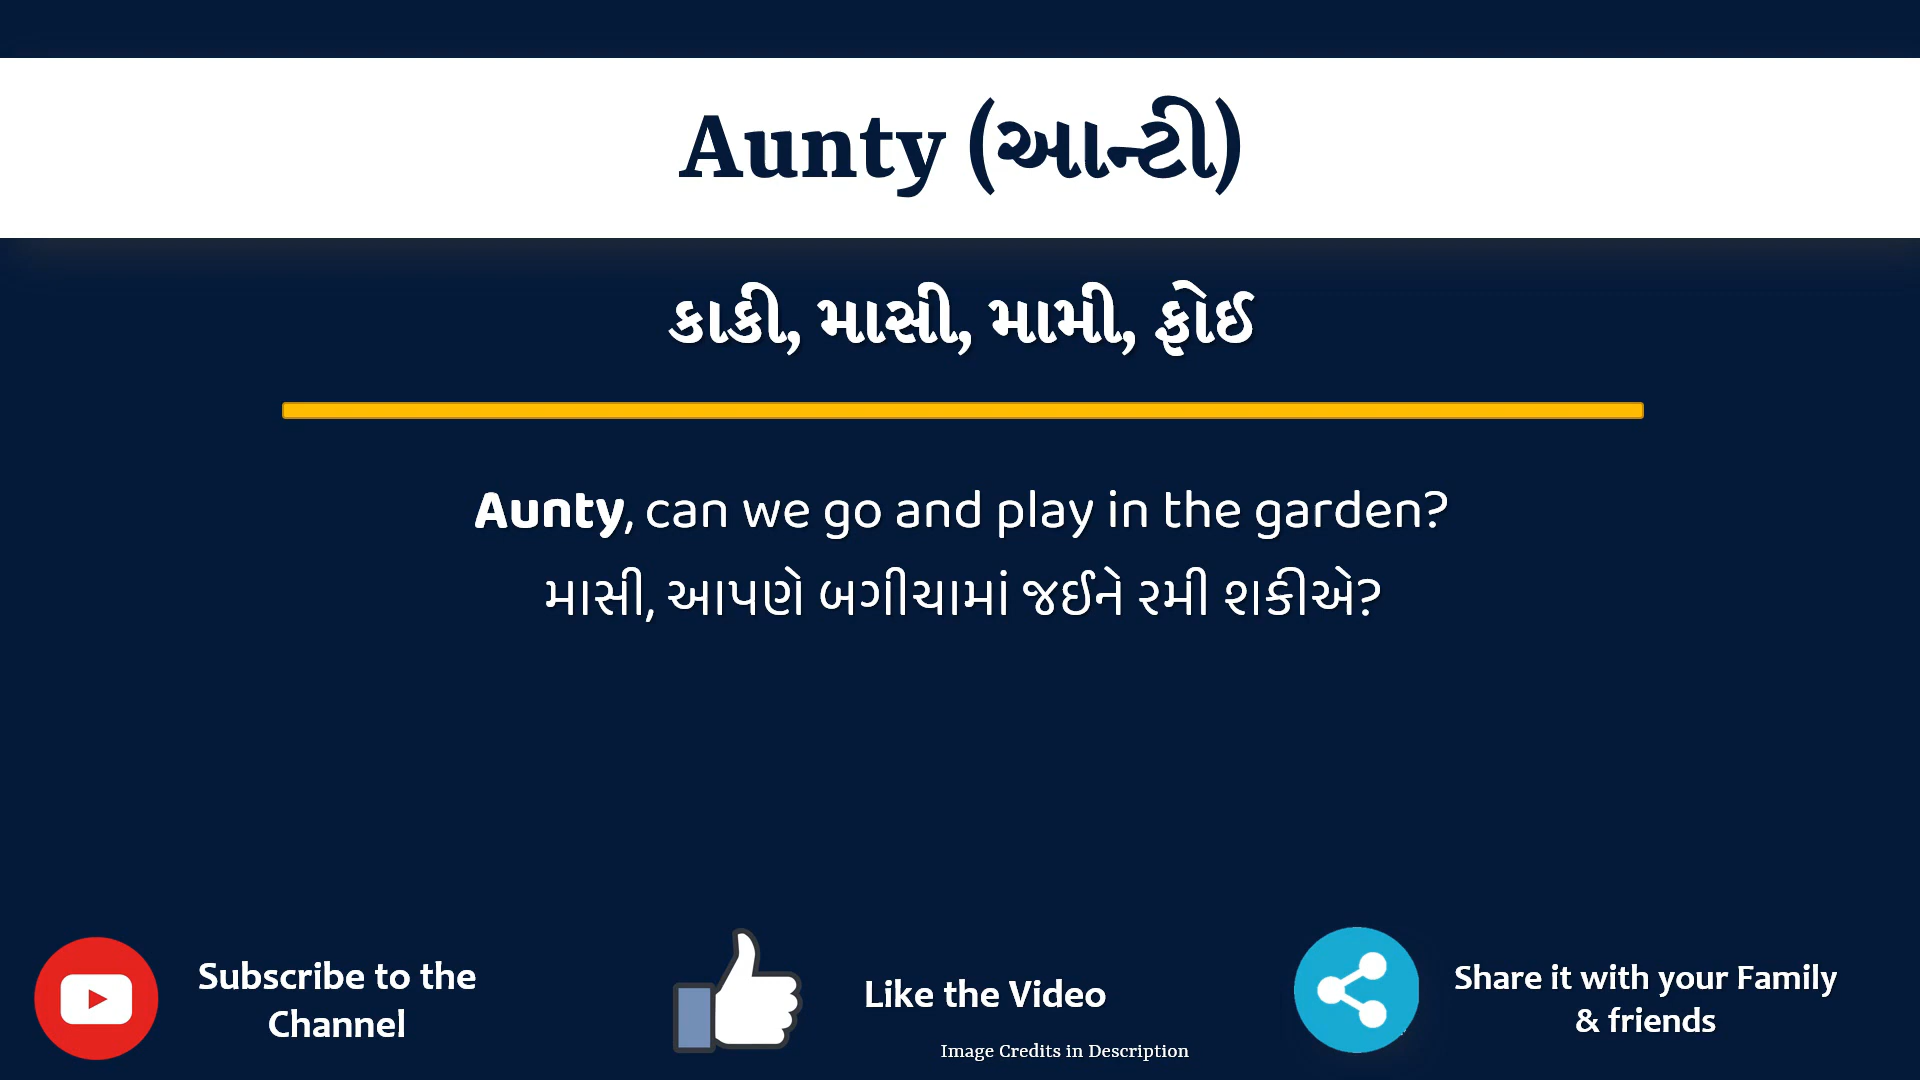 Aunty (આન્ટી)
કાકી, માસી, મામી, ફોઈ
Aunty, can we go and play in the garden?
માસી, આપણે બગીચામાં જઈને રમી શકીએ?
Subscribe to the
Channel
Like the Video
Share it with your Family
& friends
Image Credits in Description